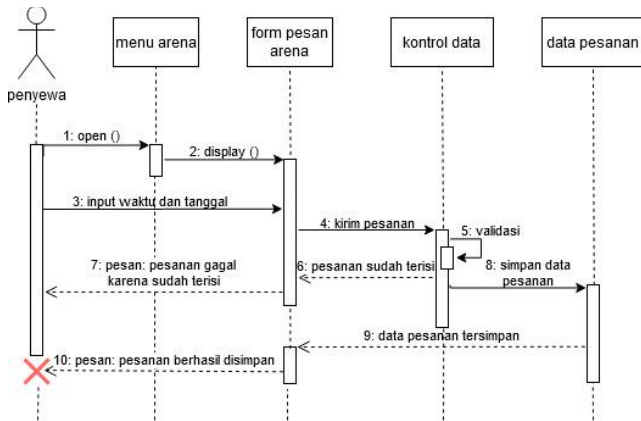 penyewa
menu arena
form pesan
arena
kontrol data
data pesanan
1: open ()
2: display ()
3: input waktu dan tanggal
4: kirim pesanan
5: validasi
6: pesanan sudah terisi
7: pesan: pesanan gagal
karena sudah terisi
8: simpan data
pesanan
9: data pesanan tersimpan
10: pesan: pesanan berhasil disimpan